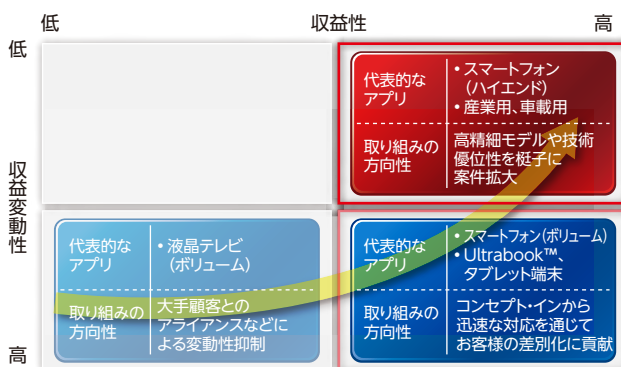 低 収益性 高
低
収益変動性
高
代表的な
アプリ
• スマートフォン
(ハイエンド)
• 産業用、車載用
取り組みの
方向性
高精細モデルや技術
優位性を梃子に
案件拡大
代表的な
アプリ
• 液晶テレビ
(ボリューム)
取り組みの
方向性
大手顧客との
アライアンスなどに
よる変動性抑制
代表的な
アプリ
• スマートフォン(ボリューム)
• Ultrabook™、
タブレット端末
取り組みの
方向性
コンセプト・インから
迅速な対応を通じて
お客様の差別化に貢献